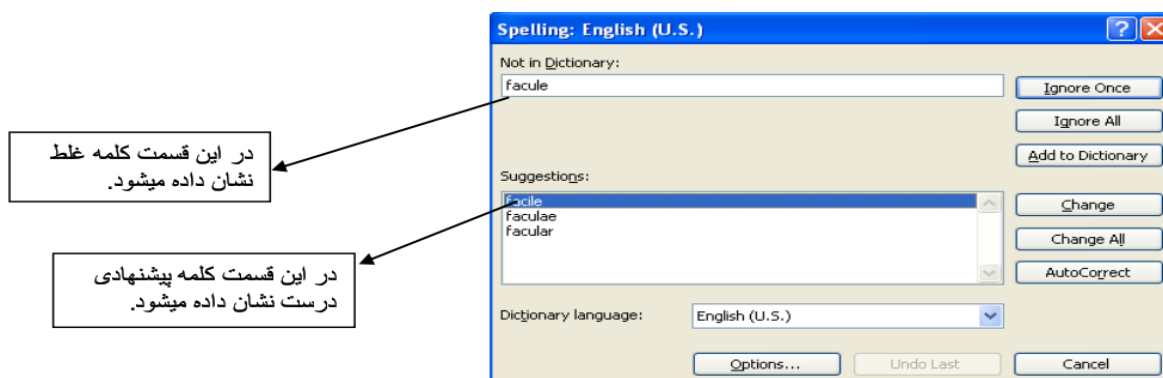 Spelling: English (U.S.)
Not in Dictionary:
facule
Ignore Once
Ignore All
Add to Dictionary
در این قسمت کلمه غلط
نشان داده میشود.
Suggestions:
facile
faculae
facular
Change
Change All
AutoCorrect
در این قسمت کلمه پیشنهادی
درست نشان داده میشود.
Dictionary language:
English (U.S.)
Options...
Undo Last
Cancel